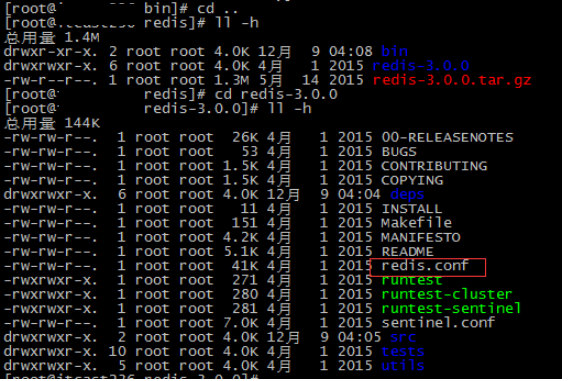 [root@ bin]# cd ..
[root@ redis]# ll -h
总用量 1.4M
drwxr-xr-x. 2 root root 4.0K 12月 9 04:08 bin
drwxrwxr-x. 6 root root 4.0K 4月 1 2015 redis-3.0.0
-rw-r--r--. 1 root root 1.3M 5月 14 2015 redis-3.0.0.tar.gz
[root@ redis]# cd redis-3.0.0
[root@ redis-3.0.0]# ll -h
总用量 144K
-rw-rw-r--. 1 root root 26K 4月 1 2015 00-RELEASENOTES
-rw-rw-r--. 1 root root 53 4月 1 2015 BUGS
-rw-rw-r--. 1 root root 1.5K 4月 1 2015 CONTRIBUTING
-rw-rw-r--. 1 root root 1.5K 4月 1 2015 COPYING
drwxrwxr-x. 6 root root 4.0K 12月 9 04:04 deps
-rw-rw-r--. 1 root root 11 4月 1 2015 INSTALL
-rw-rw-r--. 1 root root 151 4月 1 2015 Makefile
-rw-rw-r--. 1 root root 4.2K 4月 1 2015 MANIFESTO
-rw-rw-r--. 1 root root 5.1K 4月 1 2015 README
-rw-rw-r--. 1 root root 41K 4月 1 2015 redis.conf
-rwxrwxr-x. 1 root root 271 4月 1 2015 runtest
-rwxrwxr-x. 1 root root 280 4月 1 2015 runtest-cluster
-rwxrwxr-x. 1 root root 281 4月 1 2015 runtest-sentinel
-rw-rw-r--. 1 root root 7.0K 4月 1 2015 sentinel.conf
drwxrwxr-x. 2 root root 4.0K 12月 9 04:05 src
drwxrwxr-x. 10 root root 4.0K 4月 1 2015 tests
drwxrwxr-x. 5 root root 4.0K 4月 1 2015 utils